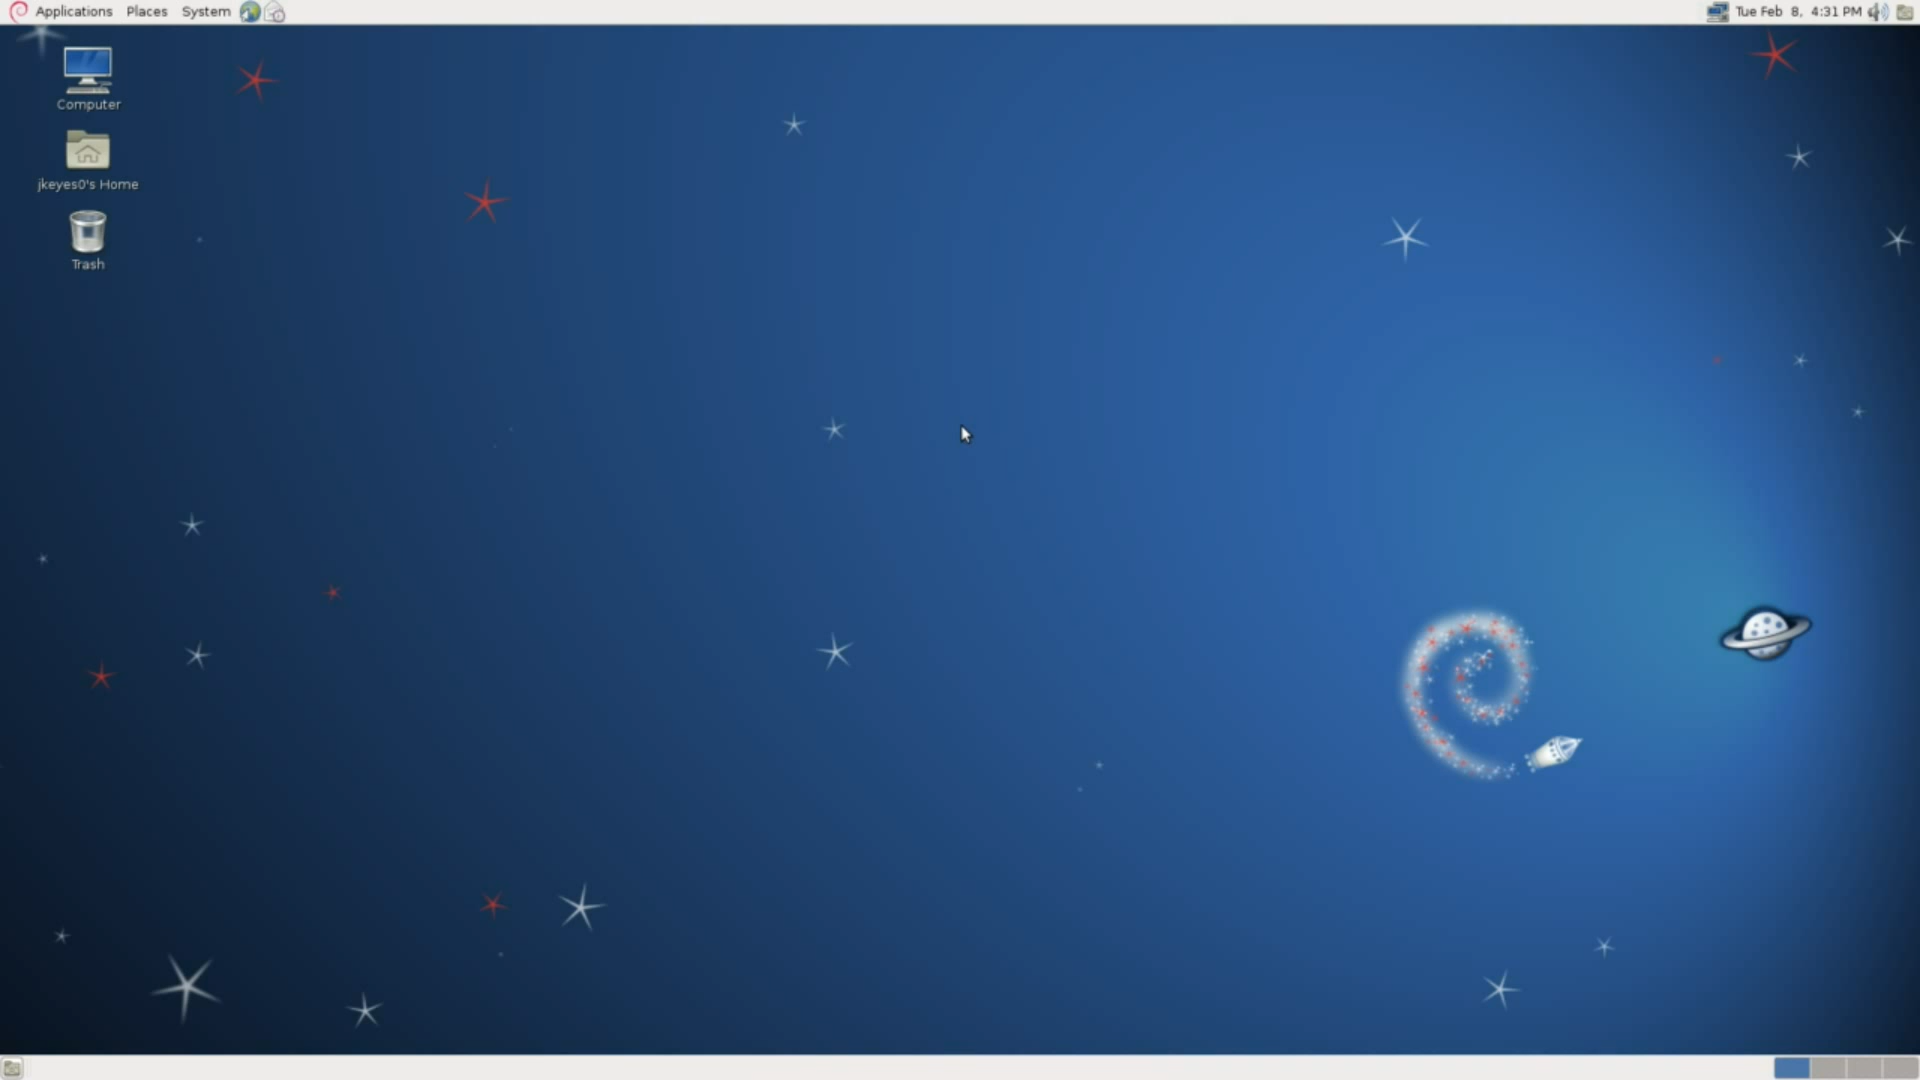 Applications Places System Tue Feb 8, 4:31 PM
Computer
jkeyes0's Home
Trash